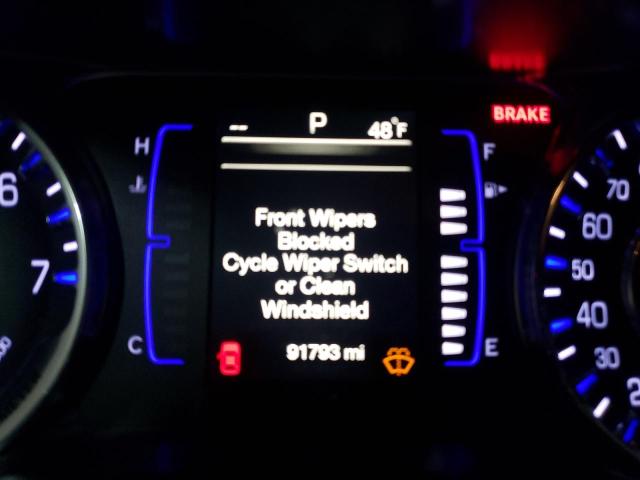 -- P 48°F
BRAKE
H
F
6
7
Front Wipers
Blocked
Cycle Wiper Switch
or Clean
Windshield
C
91793 mi
E
70
60
50
40
30
2